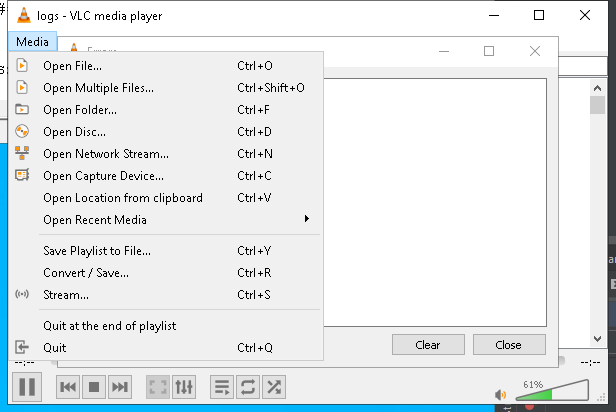 logs - VLC media player
Media
Open File... Ctrl+O
Open Multiple Files... Ctrl+Shift+O
Open Folder... Ctrl+F
Open Disc... Ctrl+D
Open Network Stream... Ctrl+N
Open Capture Device... Ctrl+C
Open Location from clipboard Ctrl+V
Open Recent Media
Save Playlist to File... Ctrl+Y
Convert / Save... Ctrl+R
Stream... Ctrl+S
Quit at the end of playlist
Quit Ctrl+Q
Clear Close
--:-- --:--
61%